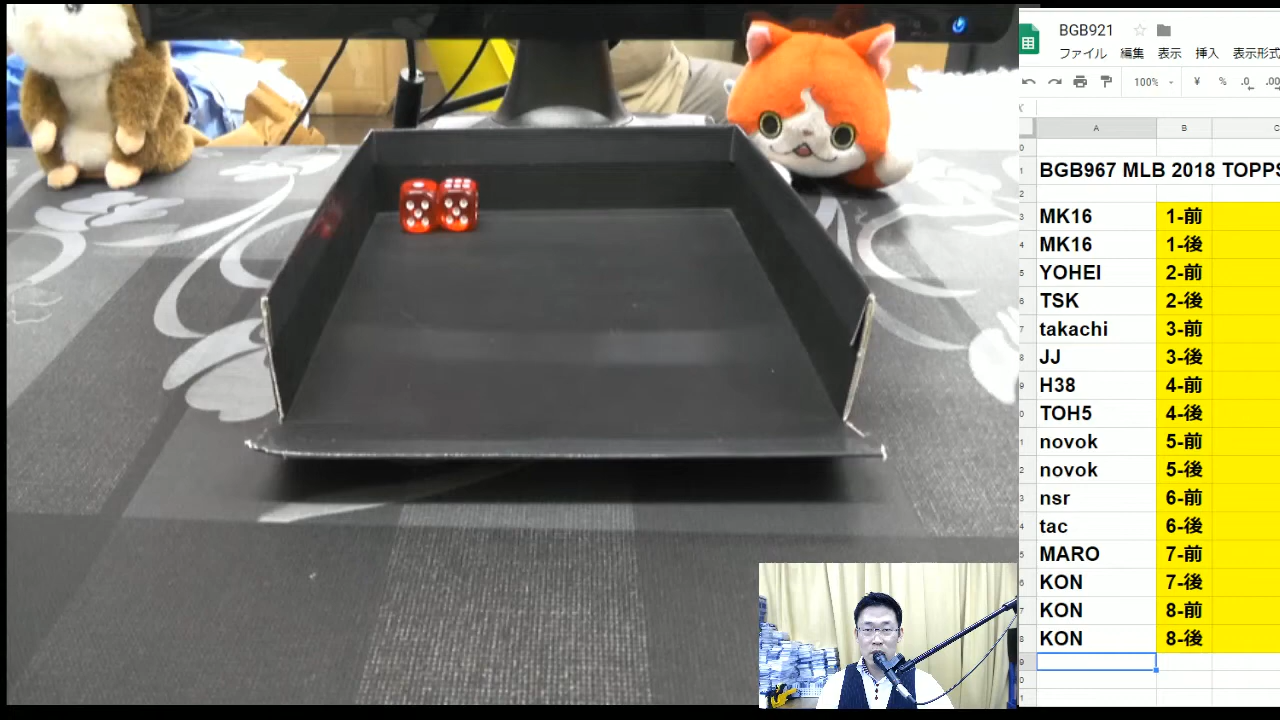 BGB921
ファイル 編集 表示 挿入 表示形式
100% ¥ % .0 .00
A B C
BGB967 MLB 2018 TOPPS
MK16 1-前
MK16 1-後
YOHEI 2-前
TSK 2-後
takachi 3-前
JJ 3-後
H38 4-前
TOH5 4-後
novok 5-前
novok 5-後
nsr 6-前
tac 6-後
MARO 7-前
KON 7-後
KON 8-前
KON 8-後